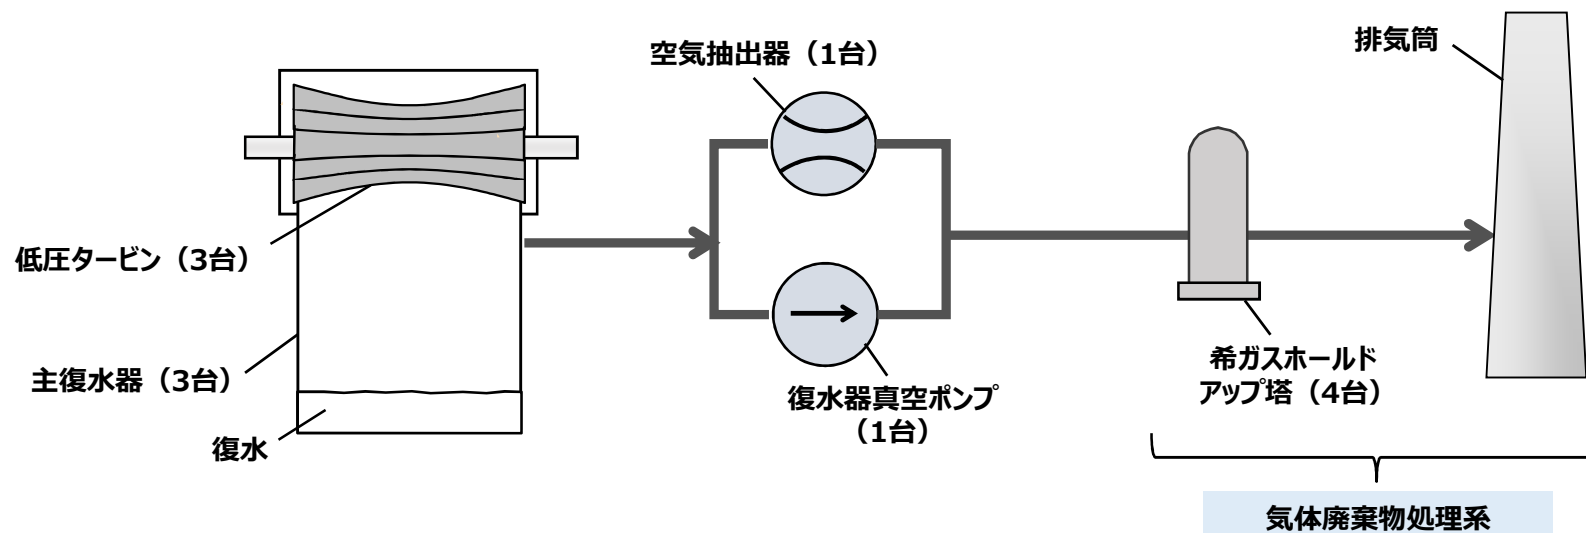 空気抽出器（1台）
排気筒
低圧タービン（3台）
主復水器（3台）
復水
復水器真空ポンプ
（1台）
希ガスホールド
アップ塔（4台）
気体廃棄物処理系